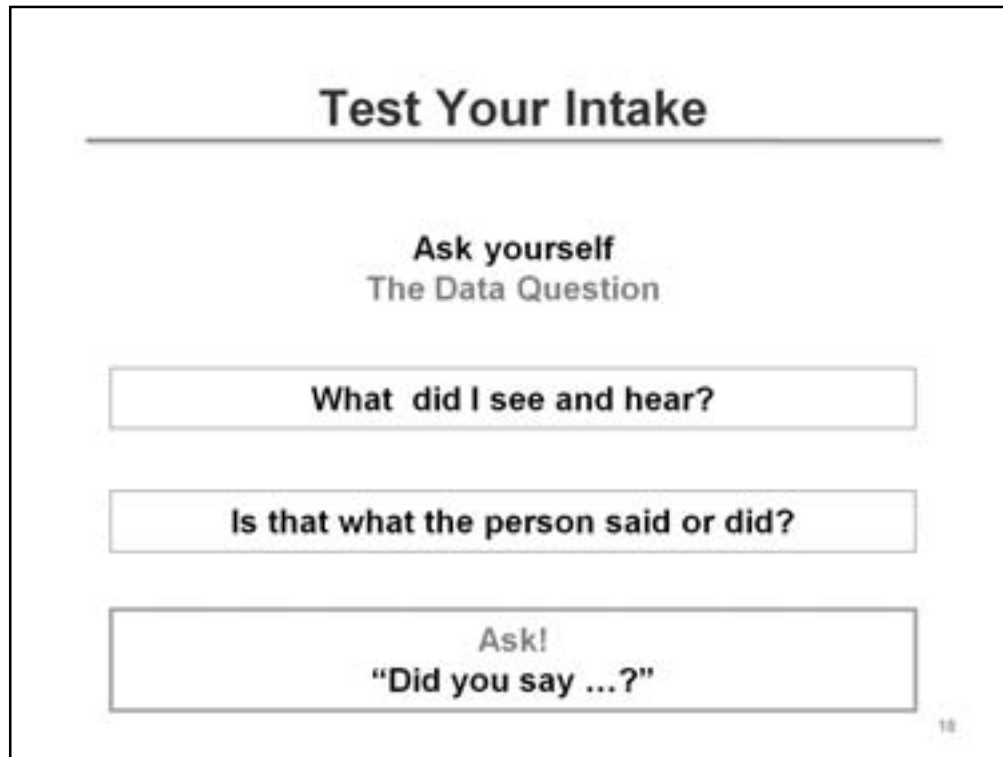 Test Your Intake
Ask yourself
The Data Question
What did I see and hear?
Is that what the person said or did?
Ask!
“Did you say …?”
18